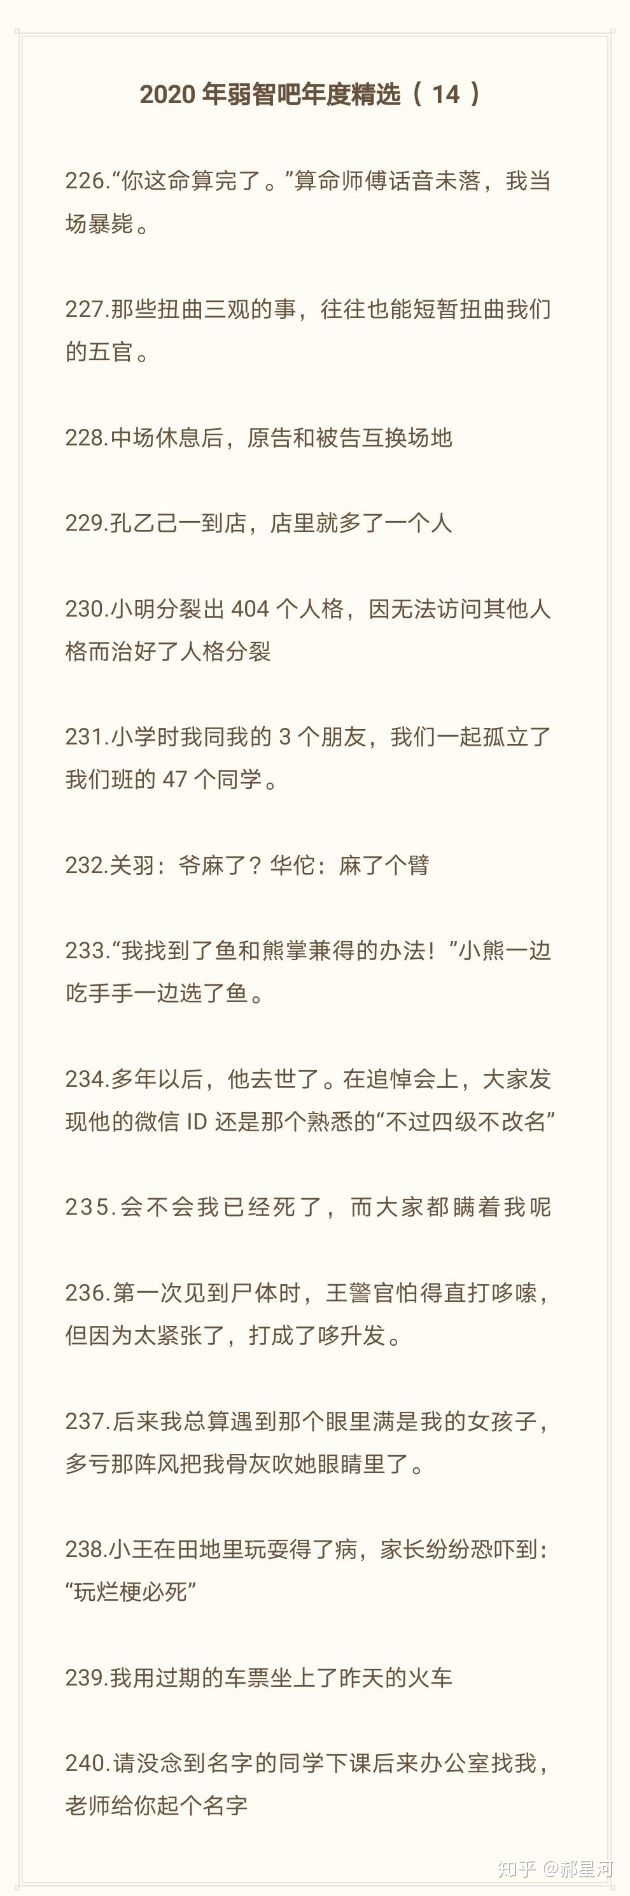 2020 年弱智吧年度精选（14）
226.“你这命算完了。”算命师傅话音未落，我当
场暴毙。
227.那些扭曲三观的事，往往也能短暂扭曲我们
的五官。
228.中场休息后，原告和被告互换场地
229.孔乙己一到店，店里就多了一个人
230.小明分裂出 404 个人格，因无法访问其他人
格而治好了人格分裂
231.小学时我同我的 3 个朋友，我们一起孤立了
我们班的 47 个同学。
232.关羽：爷麻了？华佗：麻了个臂
233.“我找到了鱼和熊掌兼得的办法！”小熊一边
吃手手一边选了鱼。
234.多年以后，他去世了。在追悼会上，大家发
现他的微信 ID 还是那个熟悉的“不过四级不改名”
235.会不会我已经死了，而大家都瞒着我呢
236.第一次见到尸体时，王警官怕得直打哆嗦，
但因为太紧张了，打成了哆升发。
237.后来我总算遇到那个眼里满是我的女孩子，
多亏那阵风把我骨灰吹她眼睛里了。
238.小王在田地里玩耍得了病，家长纷纷恐吓到：
“玩烂梗必死”
239.我用过期的车票坐上了昨天的火车
240.请没念到名字的同学下课后来办公室找我，
老师给你起个名字
知乎 @郝星河